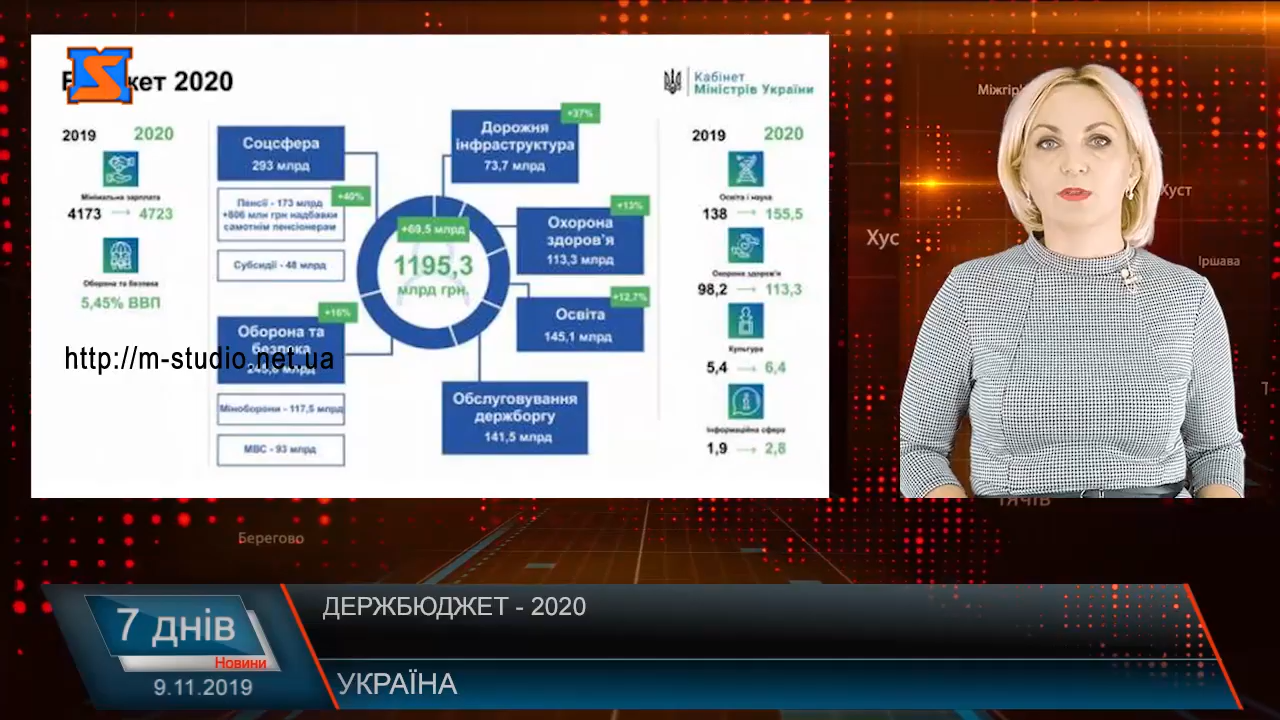 кет 2020
Кабінет
Міністрів України
2019 2020
Мінімальна зарплата
4173 → 4723
Оборона та безпека
5,45% ВВП
Соцсфера
293 млрд
+40%
Пенсії - 173 млрд
+806 млн грн надбавки
самотнім пенсіонерам
Субсидії - 48 млрд
+16%
Оборона та
безпека
http://m-studio.net.ua
Міноборони - 117,5 млрд
МВС - 93 млрд
+69,5 млрд
1195,3
млрд грн.
+37%
Дорожня
інфраструктура
73,7 млрд
+13%
Охорона
здоров'я
113,3 млрд
+12,7%
Освіта
145,1 млрд
Обслуговування
держборгу
141,5 млрд
2019 2020
Освіта і наука
138 → 155,5
Охорона здоров'я
98,2 → 113,3
Культура
5,4 → 6,4
Інформаційна сфера
1,9 → 2,8
Міжгір
Хуст
Хус
Іршава
Т
ТЯЧІВ
Берегово
7 днів
Новини
9.11.2019
ДЕРЖБЮДЖЕТ - 2020
УКРАЇНА